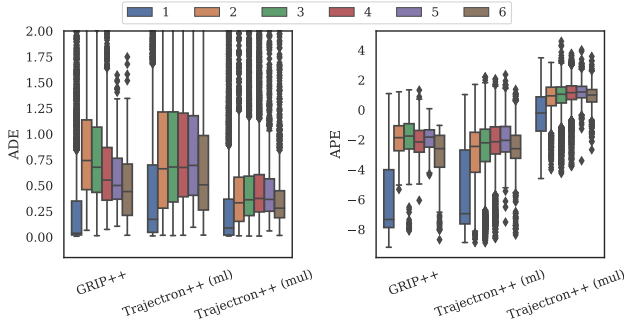 1 2 3 4 5 6
ADE
2.00
1.75
1.50
1.25
1.00
0.75
0.50
0.25
0.00
GRIP++
Trajectron++ (ml)
Trajectron++ (mul)
APE
4
2
0
−2
−4
−6
−8
GRIP++
Trajectron++ (ml)
Trajectron++ (mul)